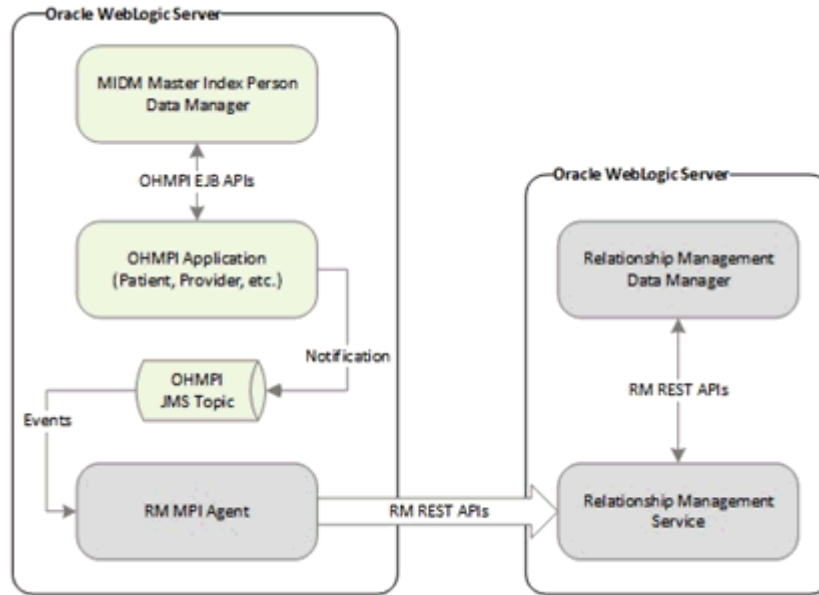 Oracle WebLogic Server
MIDM Master Index Person
Data Manager
OHMPI EJB APIs
OHMPI Application
(Patient, Provider, etc.)
Notification
OHMPI
JMS Topic
Events
RM MPI Agent
RM REST APIs
Oracle WebLogic Server
Relationship Management
Data Manager
RM REST APIs
Relationship Management
Service